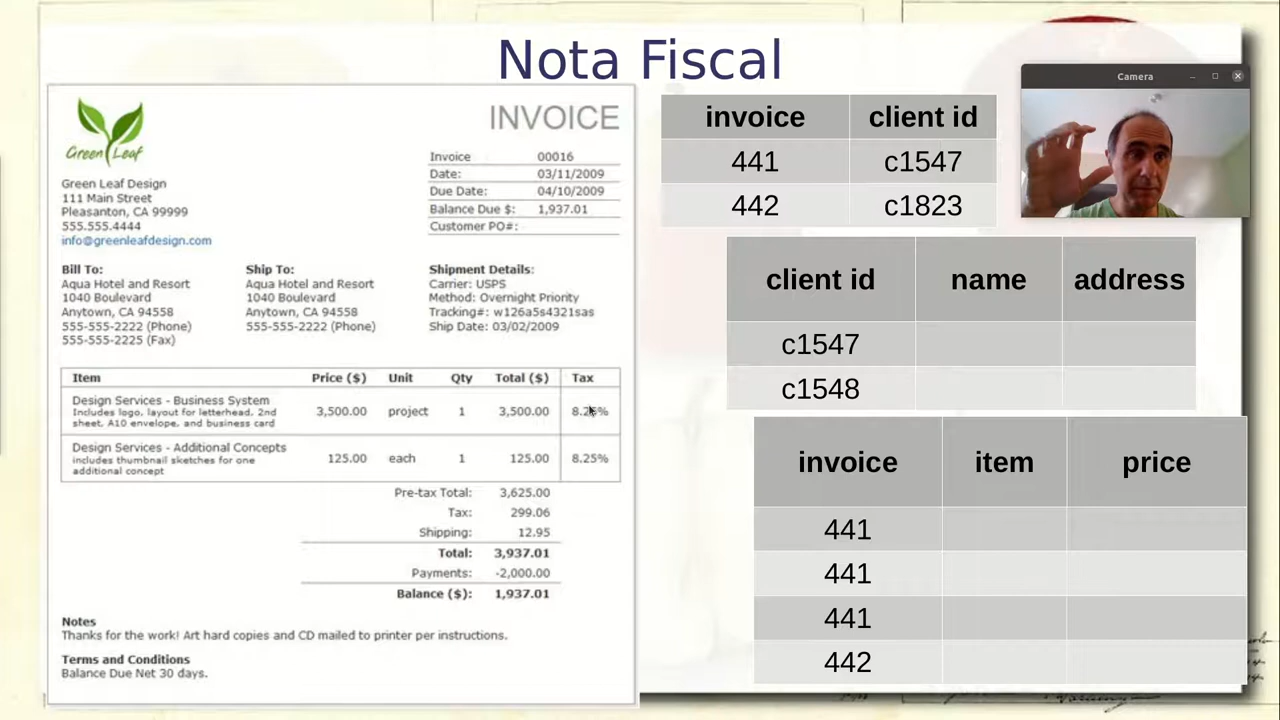 Nota Fiscal
Green Leaf
INVOICE
Invoice 00016
Date: 03/11/2009
Due Date: 04/10/2009
Balance Due $: 1,937.01
Customer PO#:
Green Leaf Design
111 Main Street
Pleasanton, CA 99999
555.555.4444
info@greenleafdesign.com
Bill To:
Aqua Hotel and Resort
1040 Boulevard
Anytown, CA 94558
555-555-2222 (Phone)
555-555-2225 (Fax)
Ship To:
Aqua Hotel and Resort
1040 Boulevard
Anytown, CA 94558
555-555-2222 (Phone)
Shipment Details:
Carrier: USPS
Method: Overnight Priority
Tracking#: w126a5s4321sas
Ship Date: 03/02/2009
Item Price ($) Unit Qty Total ($) Tax
Design Services - Business System
Includes logo, layout for letterhead, 2nd
sheet, A10 envelope, and business card
3,500.00 project 1 3,500.00
Design Services - Additional Concepts
includes thumbnail sketches for one
additional concept
125.00 each 1 125.00 8.25%
Pre-tax Total: 3,625.00
Tax: 299.06
Shipping: 12.95
Total: 3,937.01
Payments: -2,000.00
Balance ($): 1,937.01
Notes
Thanks for the work! Art hard copies and CD mailed to printer per instructions.
Terms and Conditions
Balance Due Net 30 days.
invoice client id
441 c1547
442 c1823
Camera
client id name address
c1547
c1548
invoice item price
441
441
441
442